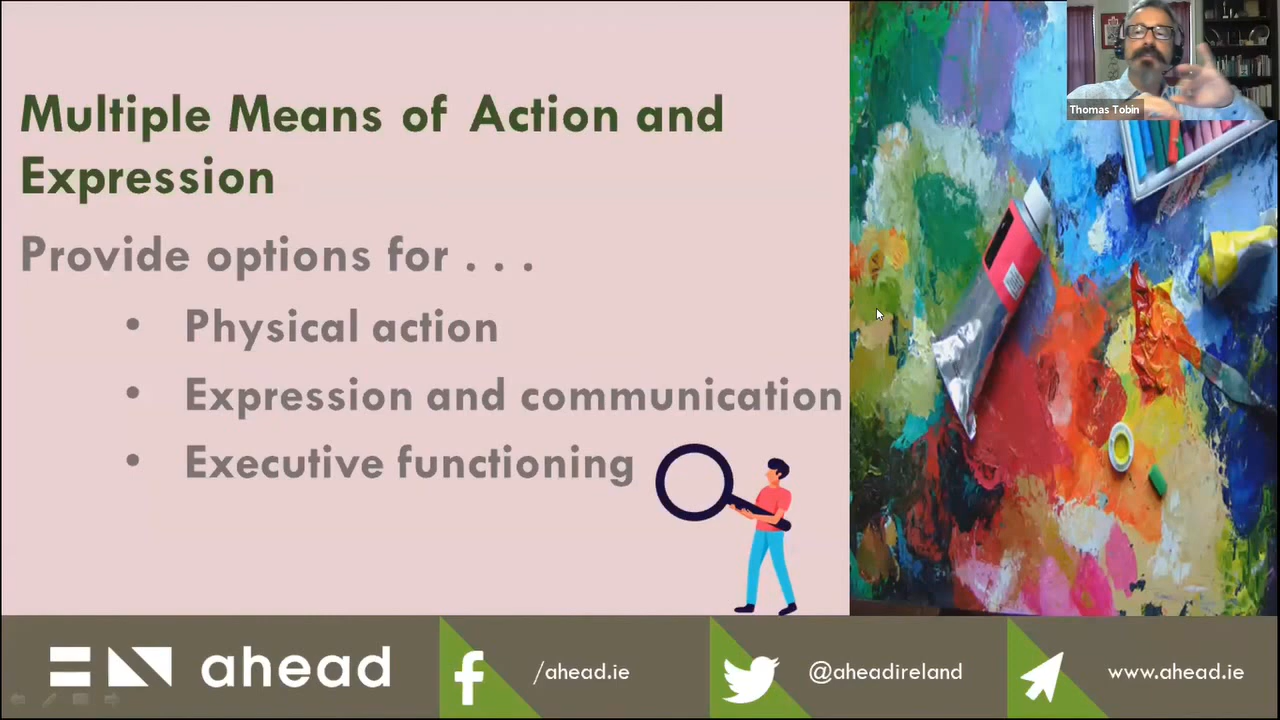 Multiple Means of Action and
Expression
Provide options for . . .
• Physical action
• Expression and communication
• Executive functioning
Thomas Tobin
ahead
/ahead.ie
@aheadireland
www.ahead.ie